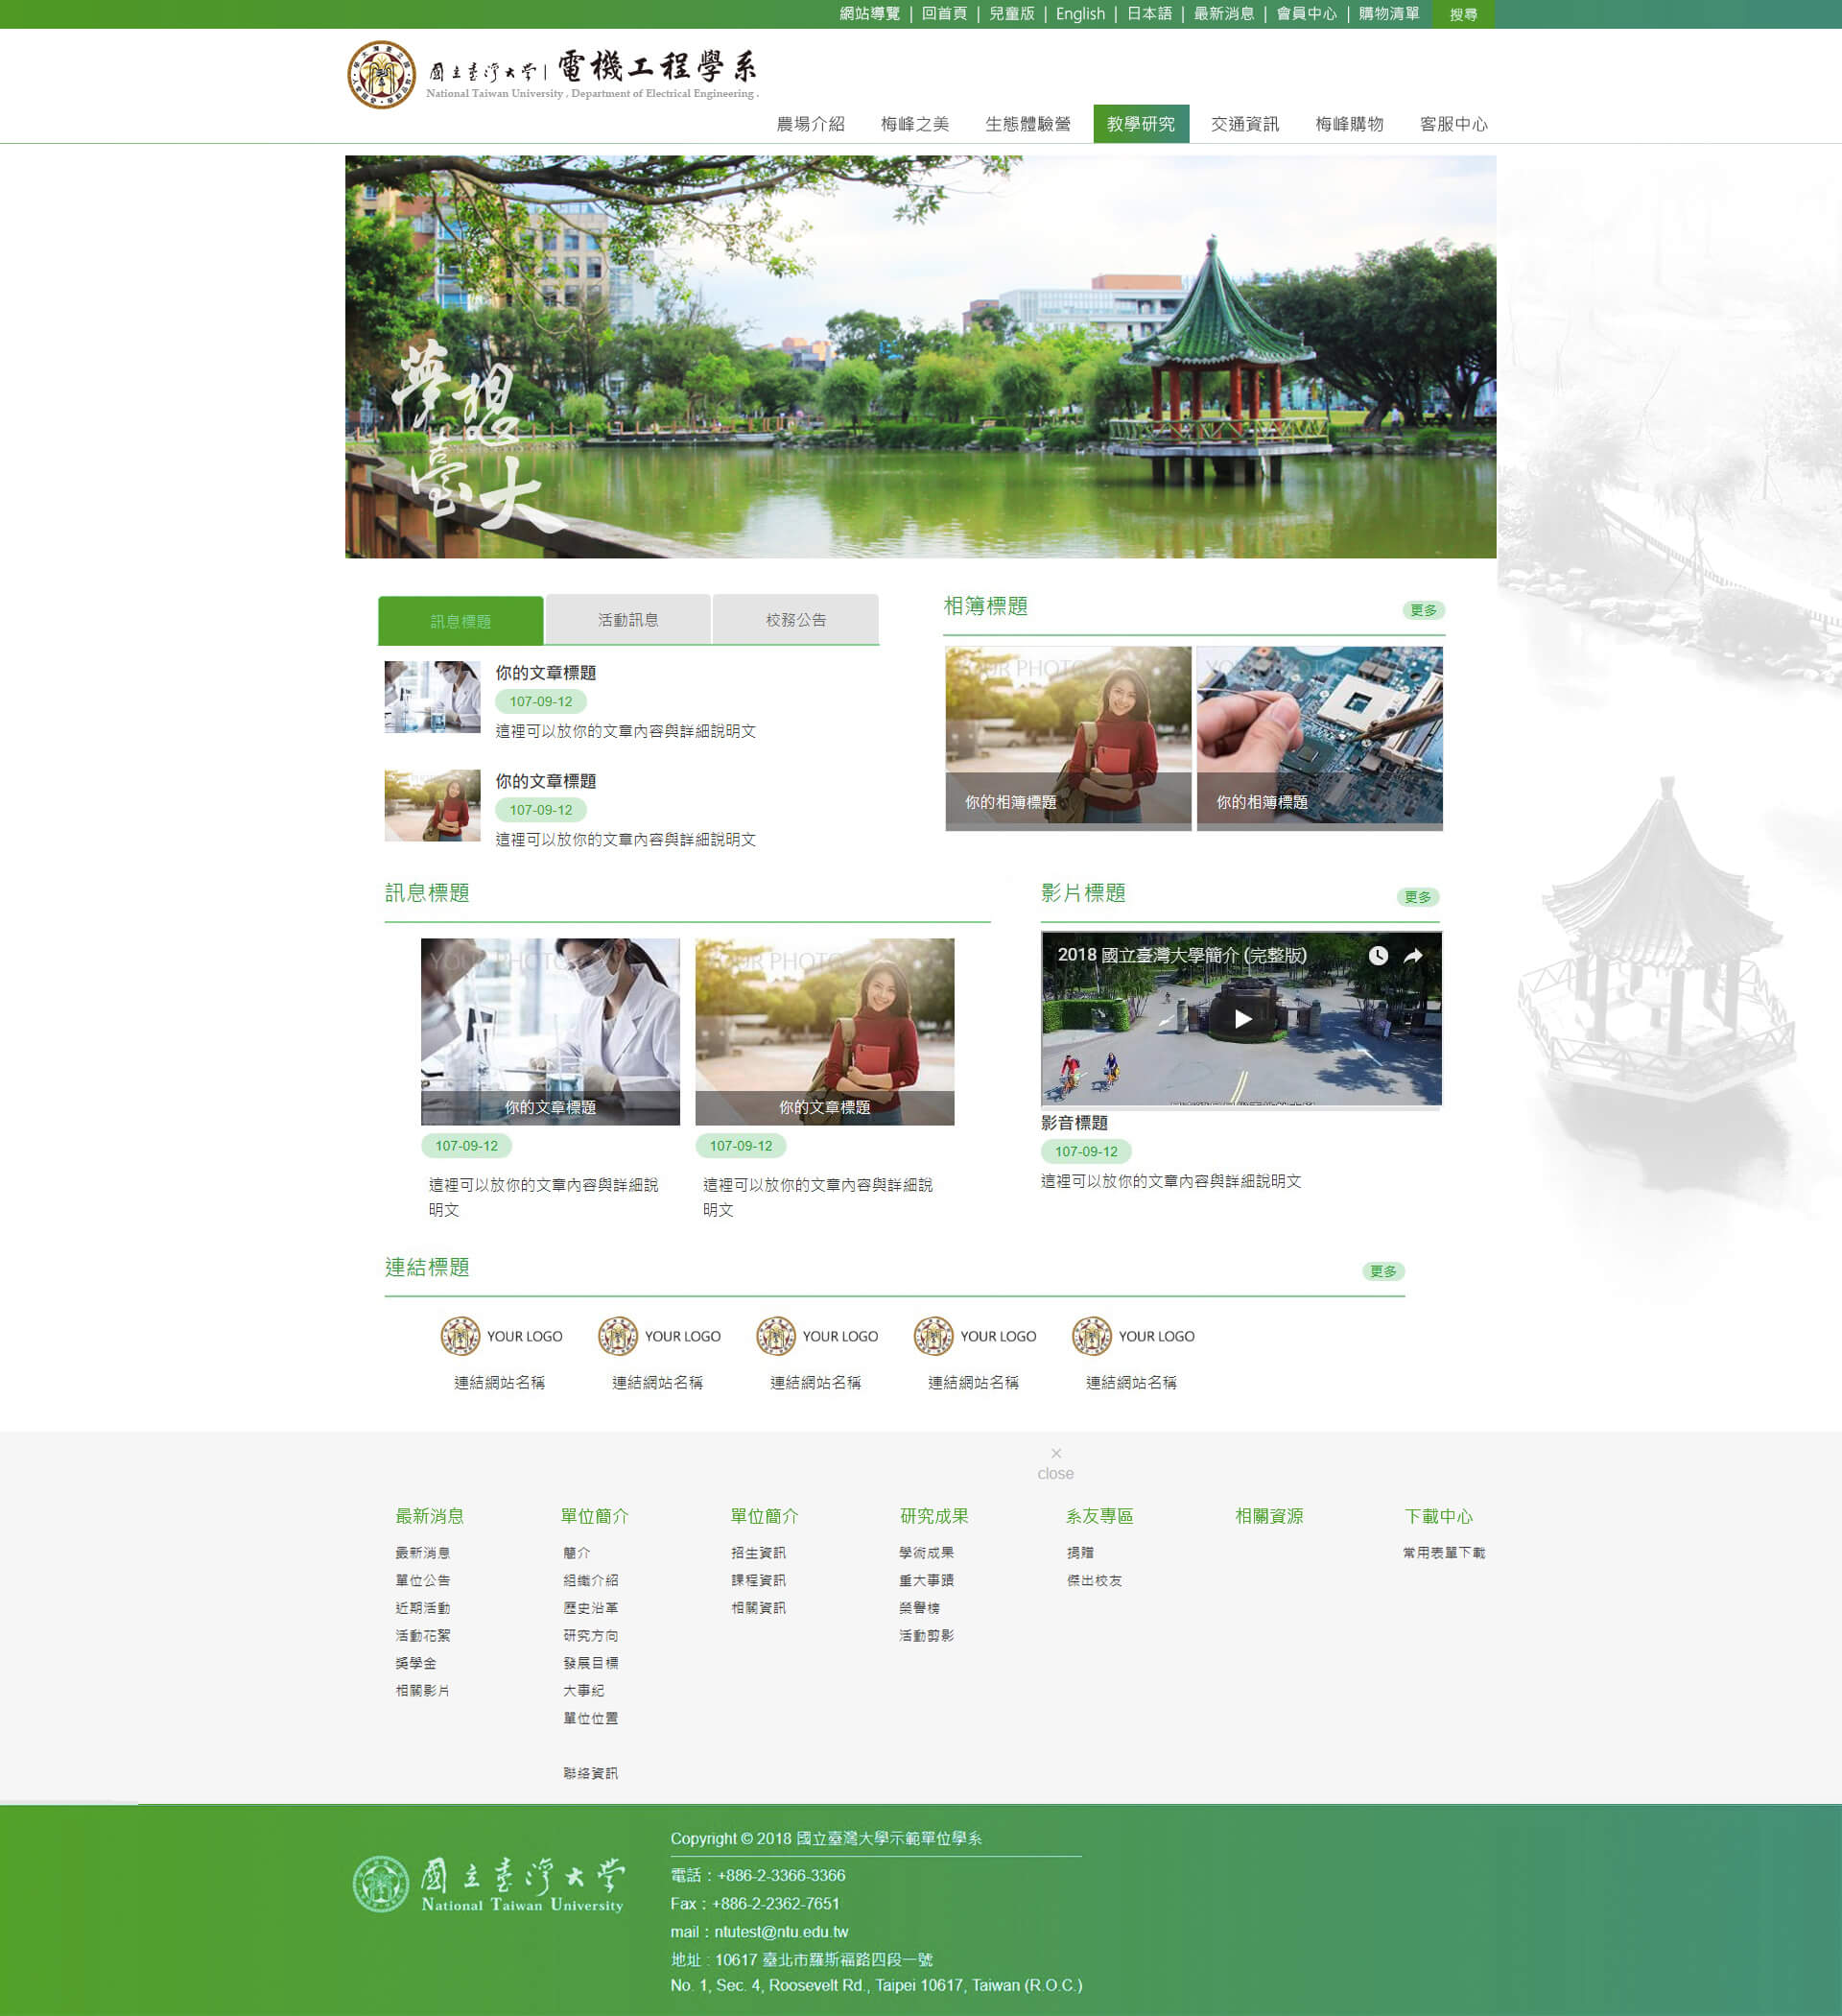 網站導覽 | 回首頁 | 兒童版 | English | 日本語 | 最新消息 | 會員中心 | 購物清單 搜尋
國立臺灣大學 | 電機工程學系
National Taiwan University , Department of Electrical Engineering .
農場介紹 梅峰之美 生態體驗營 教學研究 交通資訊 梅峰購物 客服中心
夢想
臺大
訊息標題 活動訊息 校務公告
你的文章標題
107-09-12
這裡可以放你的文章內容與詳細說明文
你的文章標題
107-09-12
這裡可以放你的文章內容與詳細說明文
相簿標題 更多
YOUR PHOTO YOUR PHOTO
你的相簿標題 你的相簿標題
訊息標題
YOUR PHOTO YOUR PHOTO
你的文章標題 你的文章標題
107-09-12 107-09-12
這裡可以放你的文章內容與詳細說 這裡可以放你的文章內容與詳細說
明文 明文
影片標題 更多
2018 國立臺灣大學簡介 (完整版)
影音標題
107-09-12
這裡可以放你的文章內容與詳細說明文
連結標題 更多
YOUR LOGO YOUR LOGO YOUR LOGO YOUR LOGO YOUR LOGO
連結網站名稱 連結網站名稱 連結網站名稱 連結網站名稱 連結網站名稱
×
close
最新消息
最新消息
單位公告
近期活動
活動花絮
獎學金
相關影片
單位簡介
簡介
組織介紹
歷史沿革
研究方向
發展目標
大事紀
單位位置
聯絡資訊
單位簡介
招生資訊
課程資訊
相關資訊
研究成果
學術成果
重大事蹟
榮譽榜
活動剪影
系友專區
捐贈
傑出校友
相關資源
下載中心
常用表單下載
國立臺灣大學
National Taiwan University
Copyright © 2018 國立臺灣大學示範單位學系
電話：+886-2-3366-3366
Fax：+886-2-2362-7651
mail：ntutest@ntu.edu.tw
地址 : 10617 臺北市羅斯福路四段一號
No. 1, Sec. 4, Roosevelt Rd., Taipei 10617, Taiwan (R.O.C.)